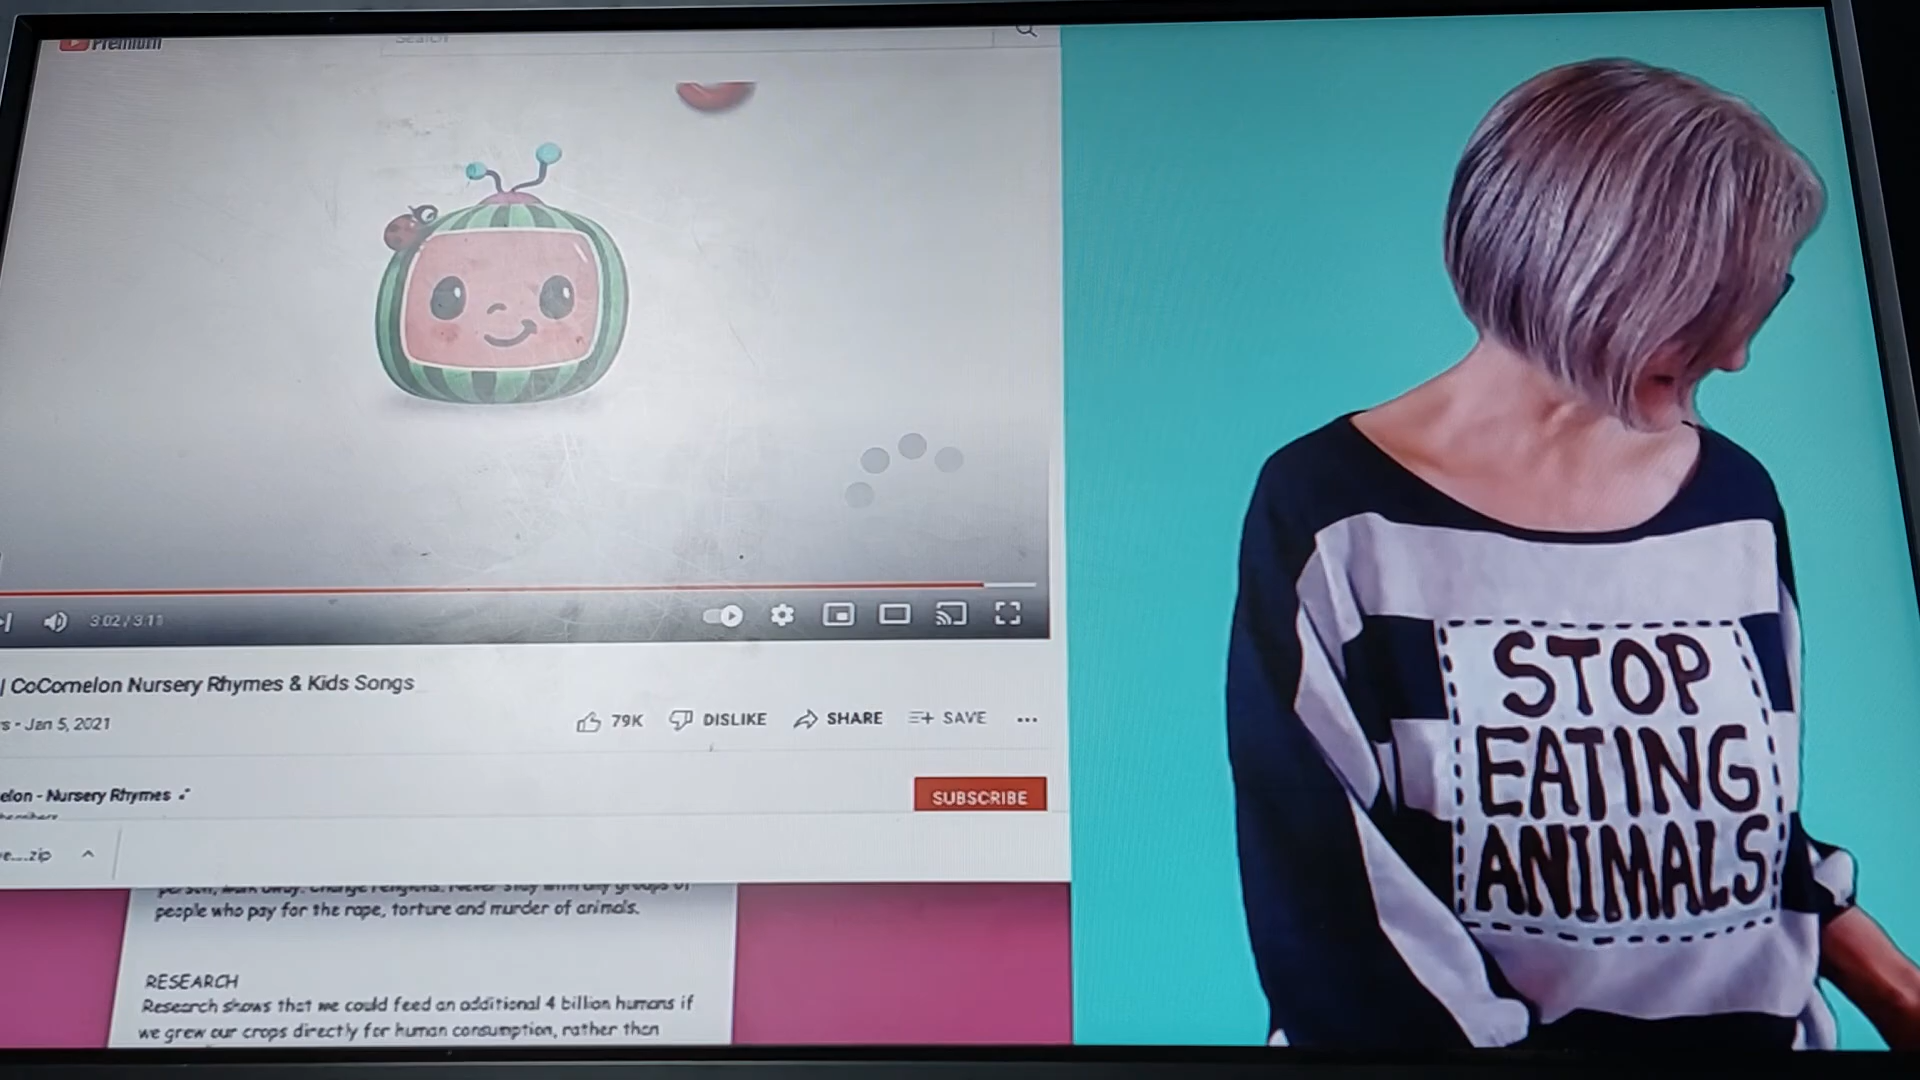 Premium
Search
3:02 / 3:11
| CoComelon Nursery Rhymes & Kids Songs
s - Jan 5, 2021
79K
DISLIKE
SHARE
SAVE
elon - Nursery Rhymes
SUBSCRIBE
e....zip
people who pay for the rape, torture and murder of animals.
RESEARCH
Research shows that we could feed an additional 4 billion humans if
we grew our crops directly for human consumption, rather than
STOP
EATING
ANIMALS